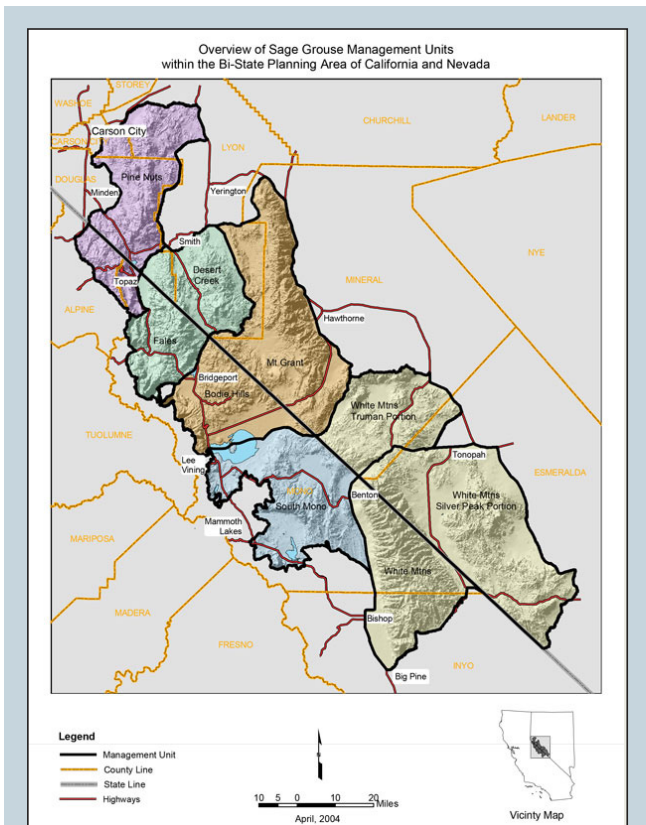 Overview of Sage Grouse Management Units
within the Bi-State Planning Area of California and Nevada
STOREY
WASHOE
CHURCHILL
LANDER
Carson City
CARSON CITY
LYON
DOUGLAS
Pine Nuts
Minden
Yerington
Smith
NYE
Desert
Creek
Topaz
MINERAL
ALPINE
Hawthorne
Fales
Mt Grant
Bridgeport
Bodie Hills
White Mtns
Truman Portion
TUOLUMNE
Lee
Vining
Tonopah
ESMERALDA
MONO
Benton
White Mtns
Silver Peak Portion
South Mono
Mammoth
Lakes
MARIPOSA
White Mtns
MADERA
Bishop
FRESNO
INYO
Big Pine
Legend
Management Unit
County Line
State Line
Highways
N
10 5 0 10 20
Miles
April, 2004
Vicinty Map